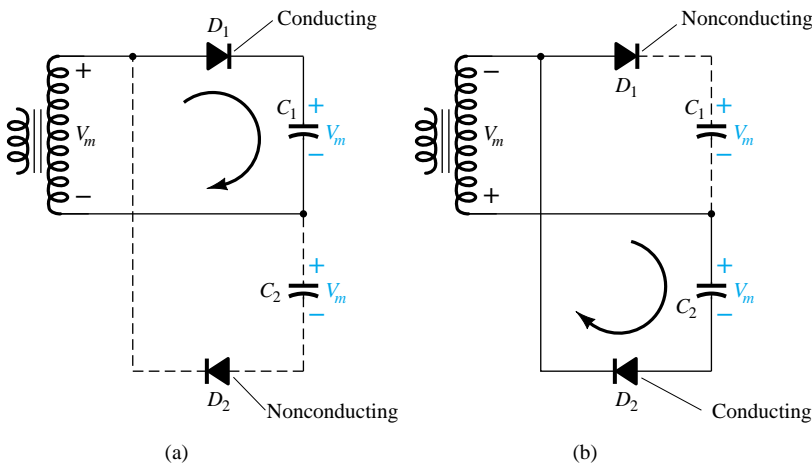 D1
Conducting
+
Vm
−
C1
+
Vm
−
C2
+
Vm
−
D2
Nonconducting
(a)
Nonconducting
D1
−
Vm
+
C1
+
Vm
−
C2
+
Vm
−
D2
Conducting
(b)